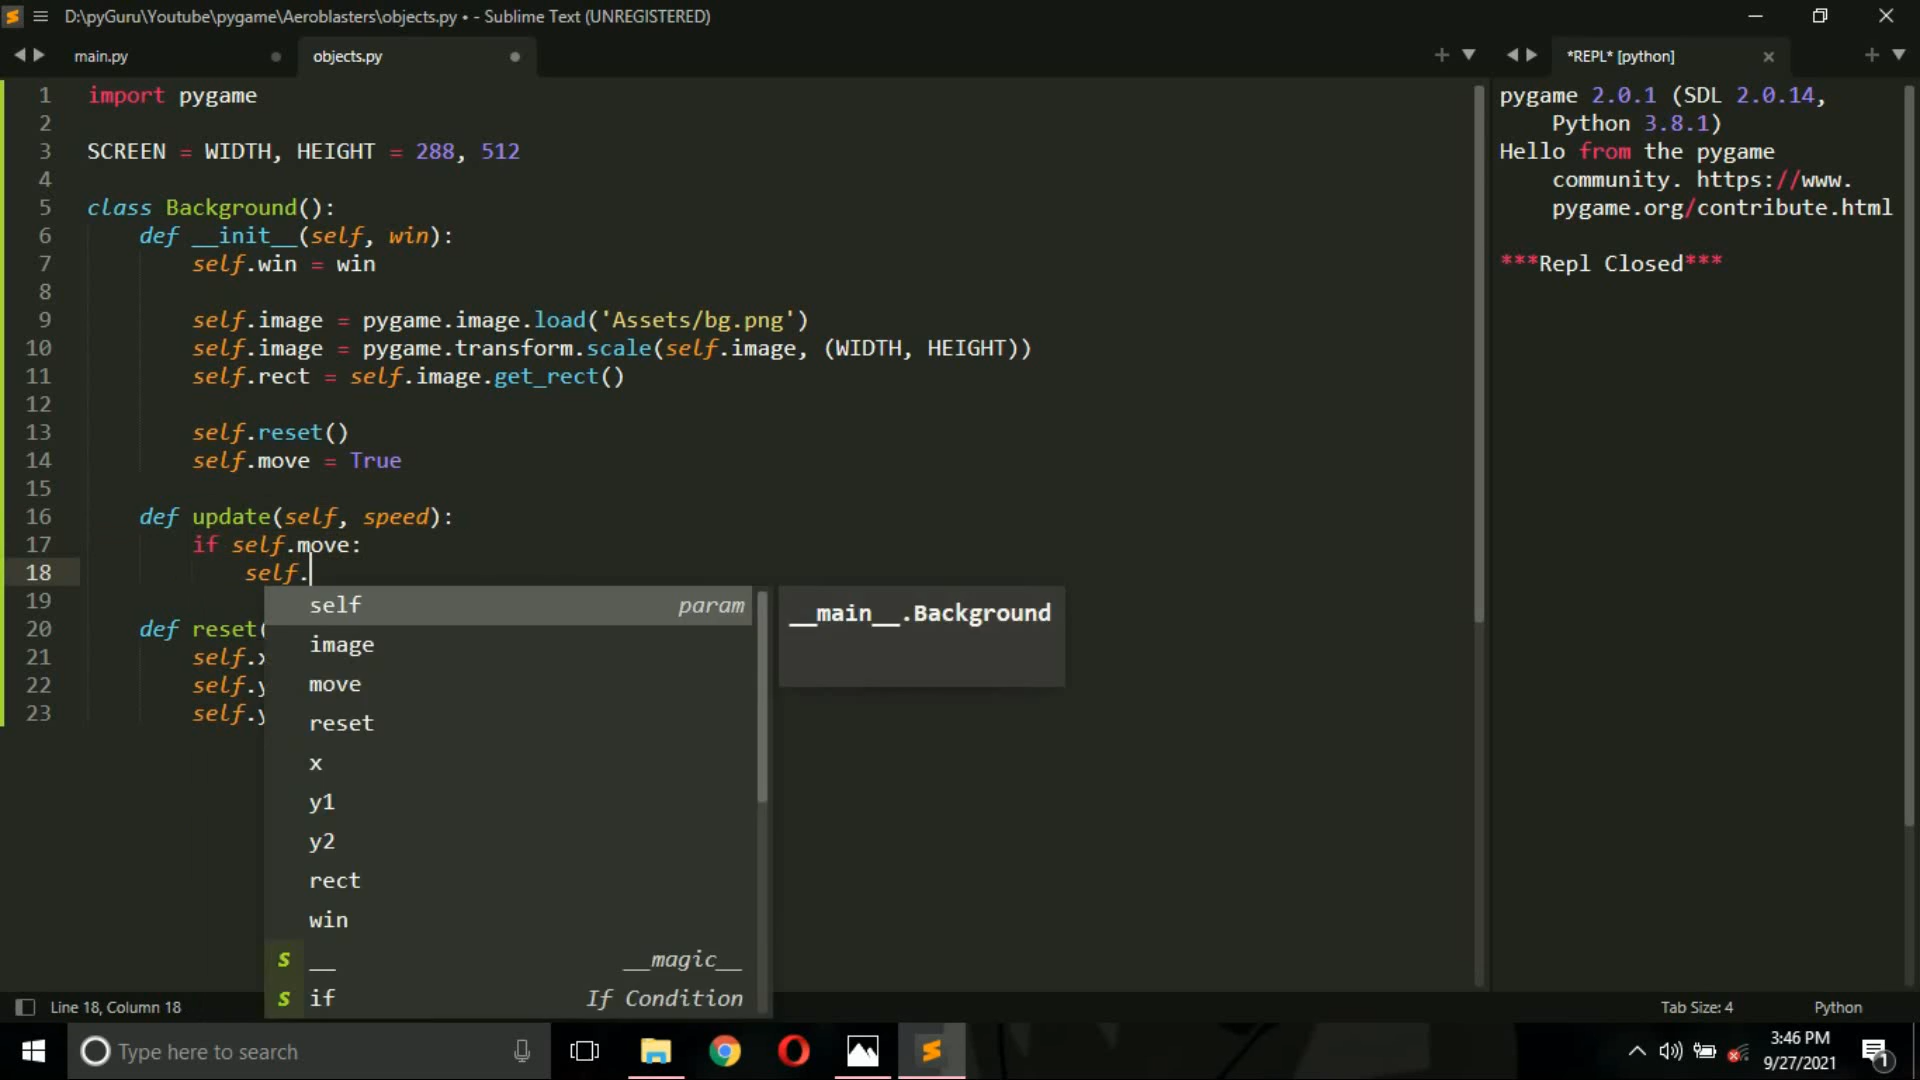 D:\pyGuru\Youtube\pygame\Aeroblasters\objects.py • - Sublime Text (UNREGISTERED)
main.py
objects.py
*REPL* [python]
1 import pygame
2
3 SCREEN = WIDTH, HEIGHT = 288, 512
4
5 class Background():
6 def __init__(self, win):
7 self.win = win
8
9 self.image = pygame.image.load('Assets/bg.png')
10 self.image = pygame.transform.scale(self.image, (WIDTH, HEIGHT))
11 self.rect = self.image.get_rect()
12
13 self.reset()
14 self.move = True
15
16 def update(self, speed):
17 if self.move:
18 self.
19
20 def reset(
21 self.x
22 self.y
23 self.y
self param
image
move
reset
x
y1
y2
rect
win
S __ __magic__
S if If Condition
__main__.Background
pygame 2.0.1 (SDL 2.0.14,
Python 3.8.1)
Hello from the pygame
community. https://www.
pygame.org/contribute.html
***Repl Closed***
Line 18, Column 18
Tab Size: 4
Python
Type here to search
3:46 PM
9/27/2021
1